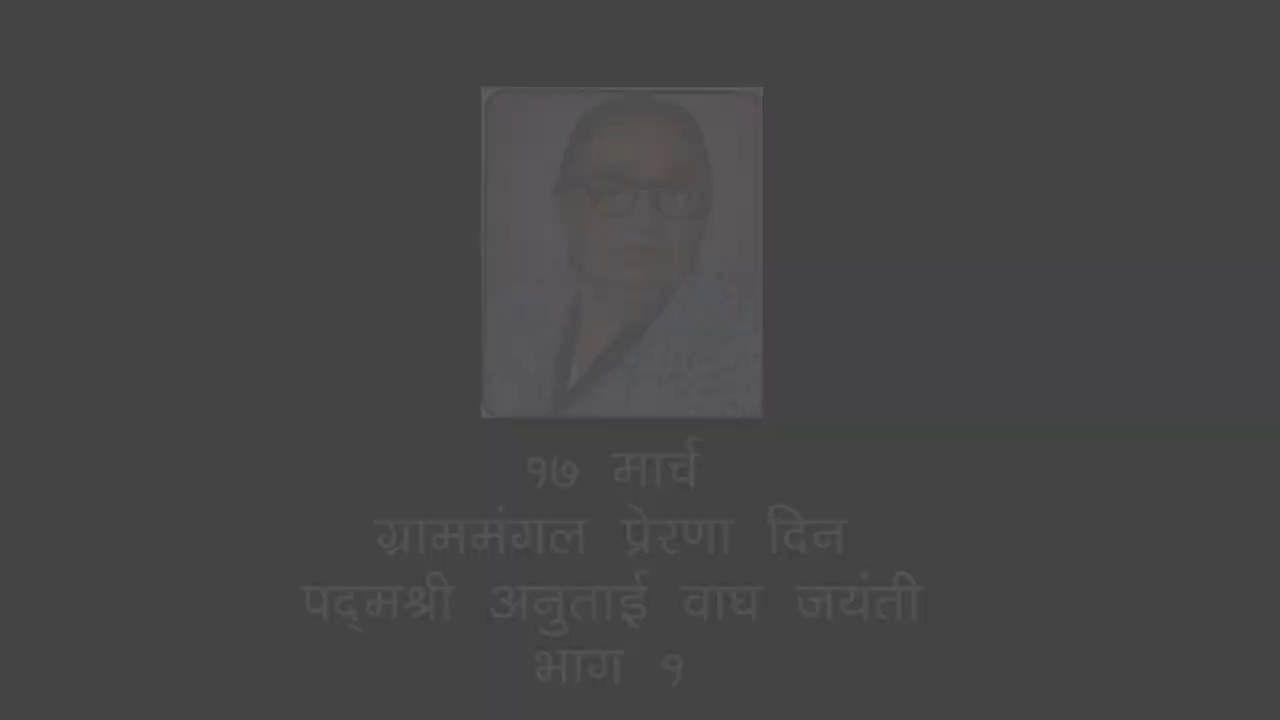 १७ मार्च
ग्राममंगल प्रेरणा दिन
पद्मश्री अनुताई वाघ जयंती
भाग १